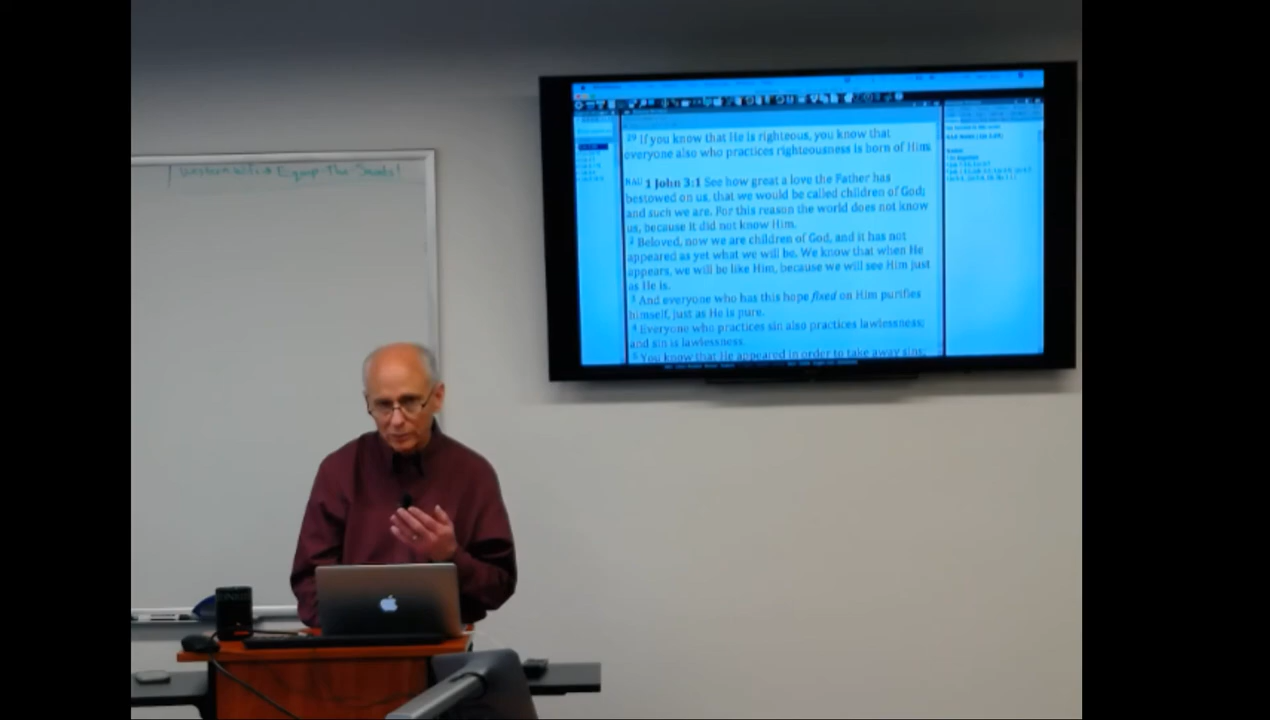 Equip-The-Saints!
29 If you know that He is righteous, you know that
everyone also who practices righteousness is born of Him.
NAU 1 John 3:1 See how great a love the Father has
bestowed on us, that we would be called children of God;
and such we are. For this reason the world does not know
us, because it did not know Him.
2 Beloved, now we are children of God, and it has not
appeared as yet what we will be. We know that when He
appears, we will be like Him, because we will see Him just
as He is.
3 And everyone who has this hope fixed on Him purifies
himself, just as He is pure.
4 Everyone who practices sin also practices lawlessness;
and sin is lawlessness.
5 You know that He appeared in order to take away sins;